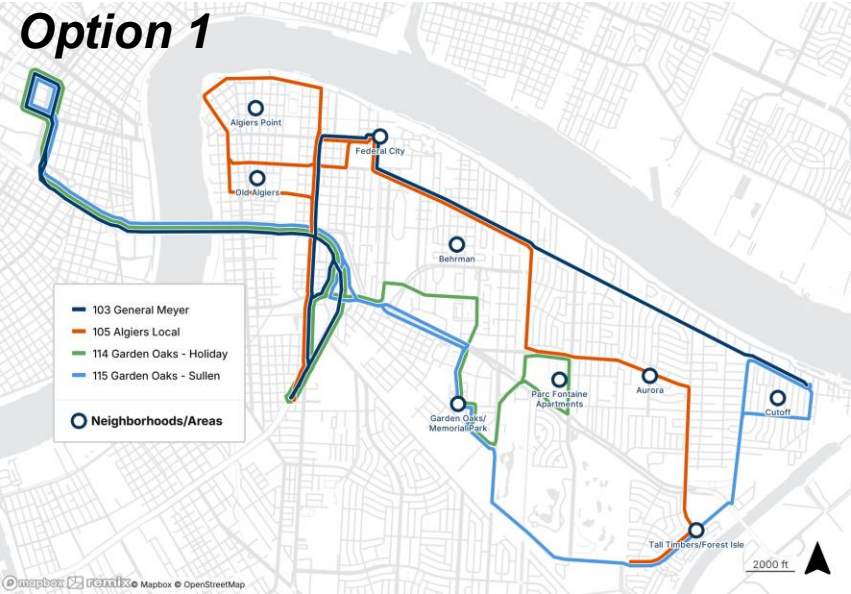 Option 1
Algiers Point
Federal City
Old Algiers
Behrman
103 General Meyer
105 Algiers Local
114 Garden Oaks - Holiday
115 Garden Oaks - Sullen
Neighborhoods/Areas
Parc Fontaine
Apartments
Aurora
Garden Oaks/
Memorial Park
Cutoff
Tall Timbers/Forest Isle
2000 ft
mapbox remix © Mapbox © OpenStreetMap